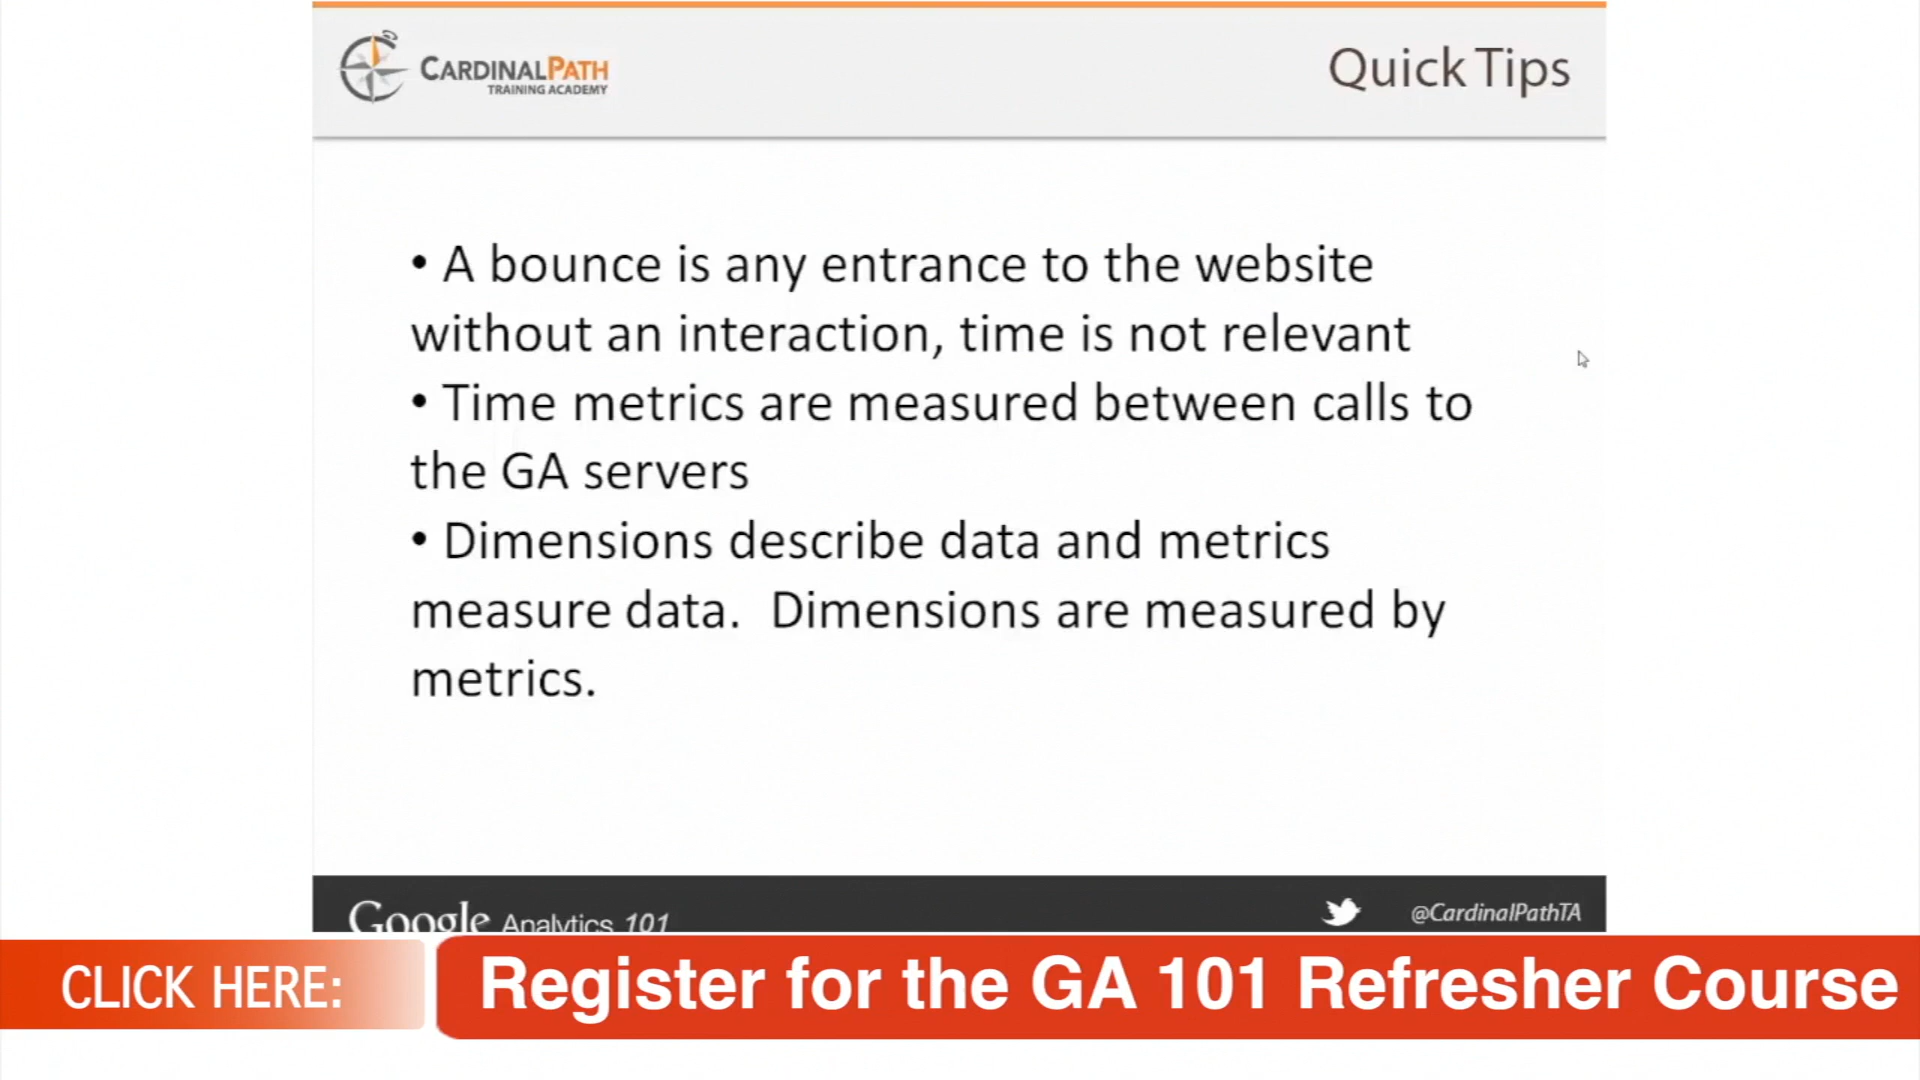 CARDINALPATH
TRAINING ACADEMY
Quick Tips
• A bounce is any entrance to the website
without an interaction, time is not relevant
• Time metrics are measured between calls to
the GA servers
• Dimensions describe data and metrics
measure data.  Dimensions are measured by
metrics.
Google Analytics 101
@CardinalPathTA
CLICK HERE:
Register for the GA 101 Refresher Course